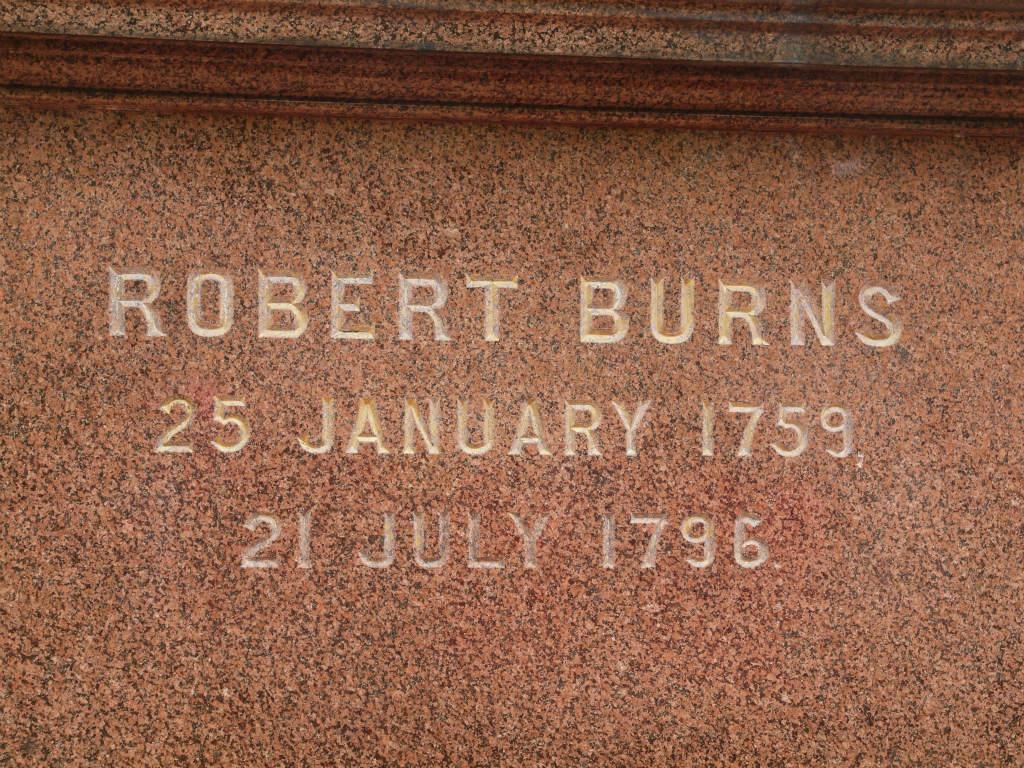 ROBERT BURNS
25 JANUARY 1759,
21 JULY 1796.